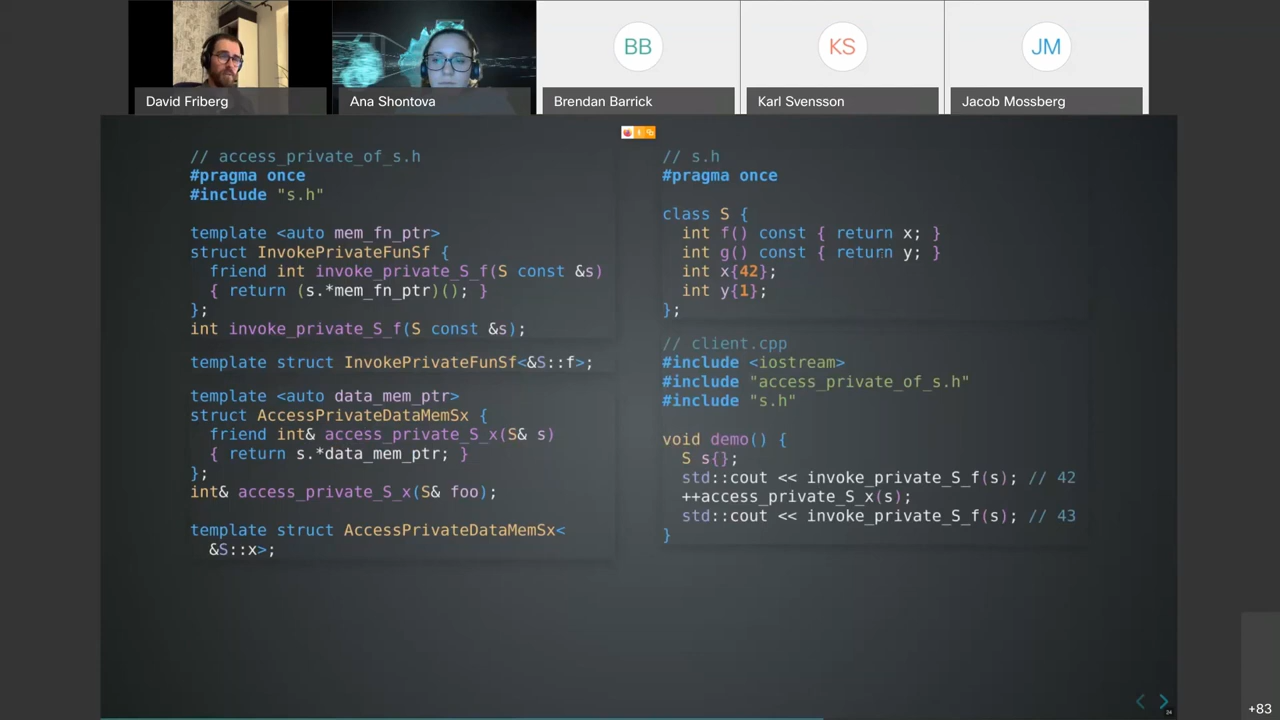 BB
KS
JM
David Friberg
Ana Shontova
Brendan Barrick
Karl Svensson
Jacob Mossberg
// access_private_of_s.h
#pragma once
#include "s.h"
template <auto mem_fn_ptr>
struct InvokePrivateFunSf {
friend int invoke_private_S_f(S const &s)
{ return (s.*mem_fn_ptr)(); }
};
int invoke_private_S_f(S const &s);
template struct InvokePrivateFunSf<&S::f>;
template <auto data_mem_ptr>
struct AccessPrivateDataMemSx {
friend int& access_private_S_x(S& s)
{ return s.*data_mem_ptr; }
};
int& access_private_S_x(S& foo);
template struct AccessPrivateDataMemSx<
&S::x>;
// s.h
#pragma once
class S {
int f() const { return x; }
int g() const { return y; }
int x{42};
int y{1};
};
// client.cpp
#include <iostream>
#include "access_private_of_s.h"
#include "s.h"
void demo() {
S s{};
std::cout << invoke_private_S_f(s); // 42
++access_private_S_x(s);
std::cout << invoke_private_S_f(s); // 43
}
24
+83